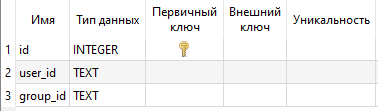 Имя Тип данных Первичный ключ Внешний ключ Уникальность
1 id INTEGER
2 user_id TEXT
3 group_id TEXT